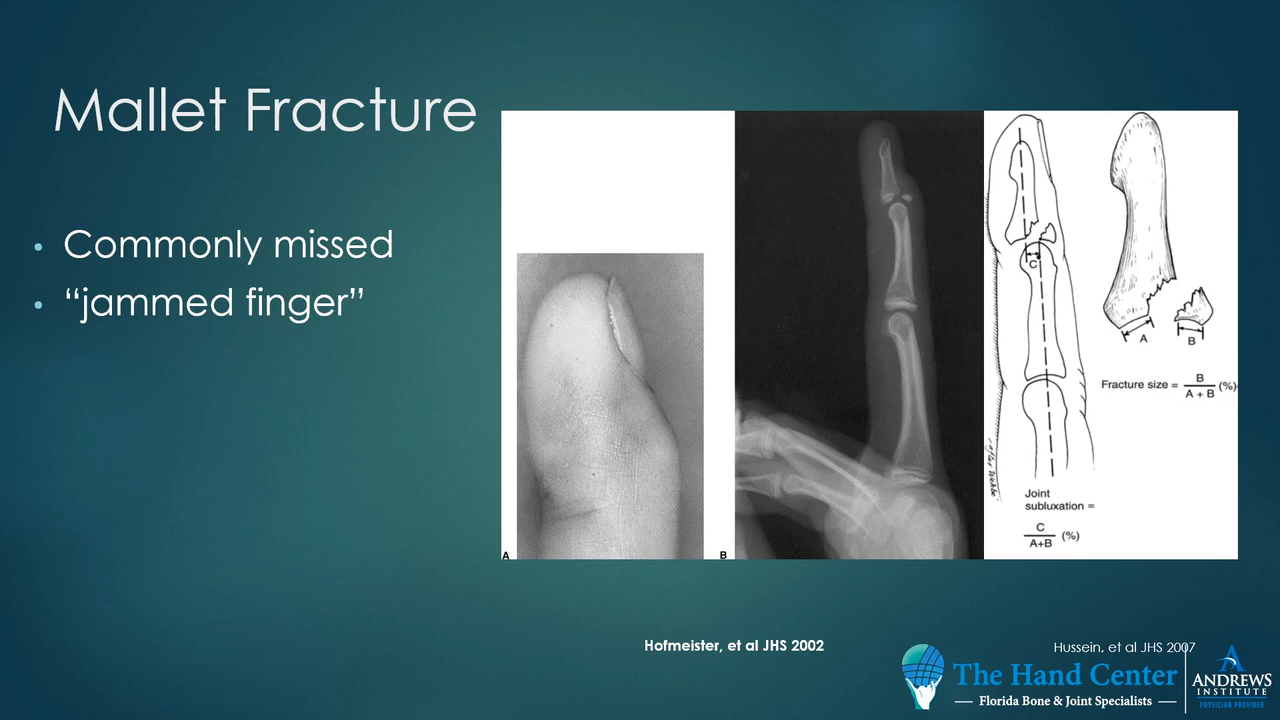 Mallet Fracture
• Commonly missed
• “jammed finger”
A
B
C
A
B
Fracture size = B / A + B (%)
Joint
subluxation =
C / A+B (%)
Hofmeister, et al JHS 2002
Hussein, et al JHS 2007
The Hand Center
Florida Bone & Joint Specialists
ANDREWS
INSTITUTE
PHYSICIAN PROVIDER